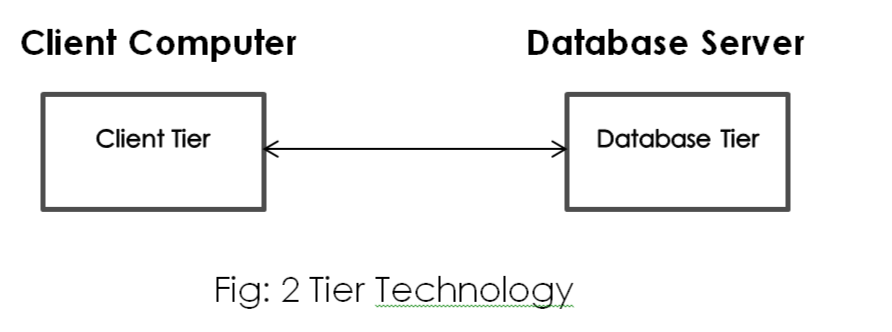 Client Computer
Database Server
Client Tier
Database Tier
Fig: 2 Tier Technology